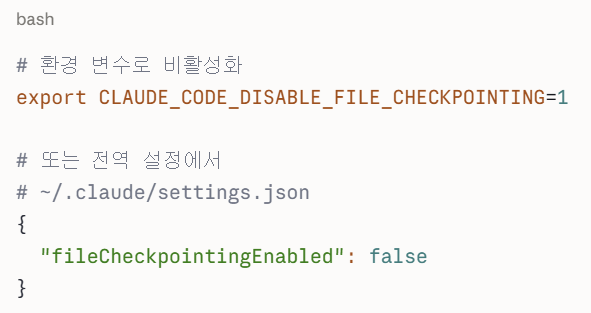 bash
# 환경 변수로 비활성화
export CLAUDE_CODE_DISABLE_FILE_CHECKPOINTING=1
# 또는 전역 설정에서
# ~/.claude/settings.json
{
"fileCheckpointingEnabled": false
}